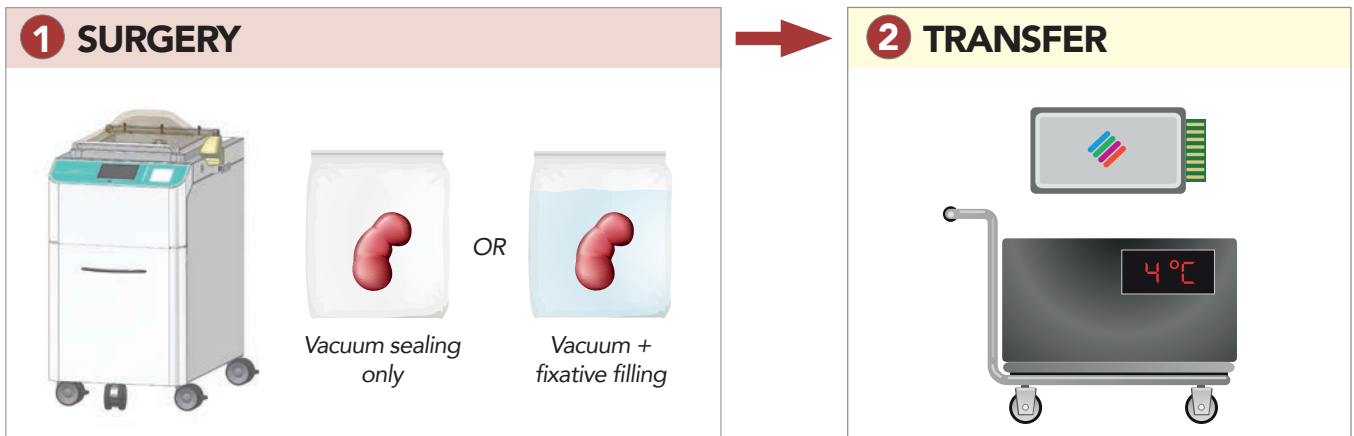 1 SURGERY
2 TRANSFER
OR
Vacuum sealing
only
Vacuum +
fixative filling
4 °C